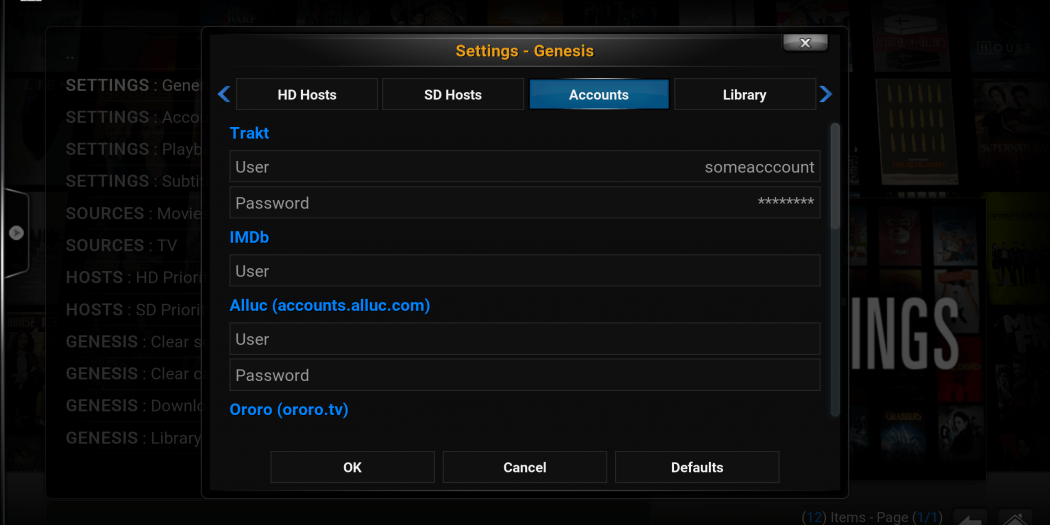 Settings - Genesis
x
HD Hosts
SD Hosts
Accounts
Library
Trakt
User
someacccount
Password
********
IMDb
User
Alluc (accounts.alluc.com)
User
Password
Ororo (ororo.tv)
OK
Cancel
Defaults
..
SETTINGS : Gene
SETTINGS : Acco
SETTINGS : Playb
SETTINGS : Subti
SOURCES : Movie
SOURCES : TV
HOSTS : HD Priori
HOSTS : SD Priori
GENESIS : Clear s
GENESIS : Clear c
GENESIS : Downlo
GENESIS : Library
HOUSE
INGS
(12) Items - Page (1/1)